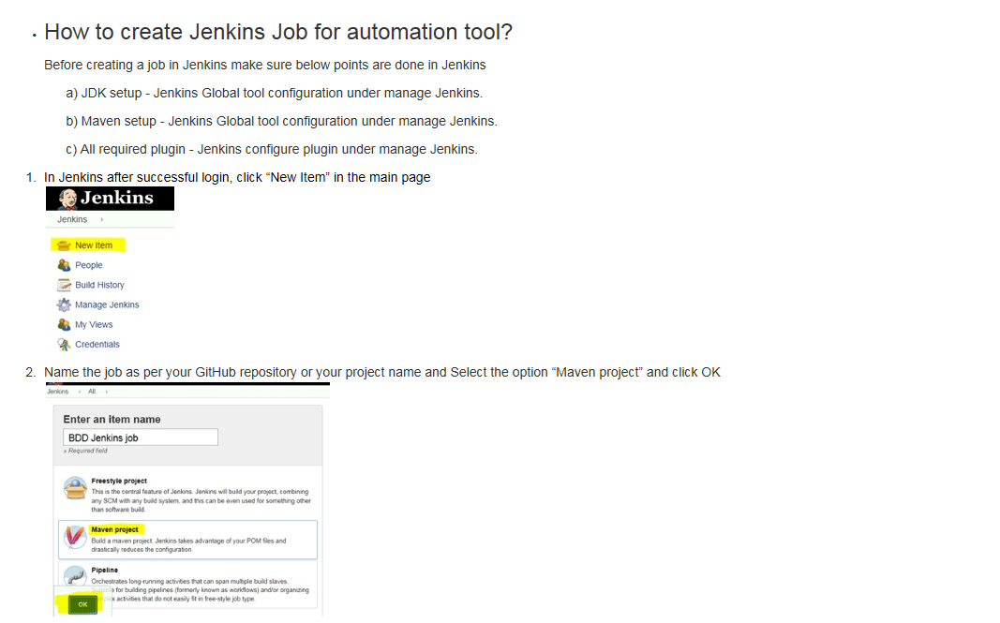 How to create Jenkins Job for automation tool?
Before creating a job in Jenkins make sure below points are done in Jenkins
a) JDK setup - Jenkins Global tool configuration under manage Jenkins.
b) Maven setup - Jenkins Global tool configuration under manage Jenkins.
c) All required plugin - Jenkins configure plugin under manage Jenkins.
1. In Jenkins after successful login, click “New Item” in the main page
Jenkins
Jenkins
New Item
People
Build History
Manage Jenkins
My Views
Credentials
2. Name the job as per your GitHub repository or your project name and Select the option “Maven project” and click OK
Jenkins › All ›
Enter an item name
BDD Jenkins job
» Required field
Freestyle project
This is the central feature of Jenkins. Jenkins will build your project, combining
any SCM with any build system, and this can be even used for something other
than software build.
Maven project
Build a maven project. Jenkins takes advantage of your POM files and
drastically reduces the configuration.
Pipeline
Orchestrates long-running activities that can span multiple build slaves.
for building pipelines (formerly known as workflows) and/or organizing
x activities that do not easily fit in free-style job type.
OK